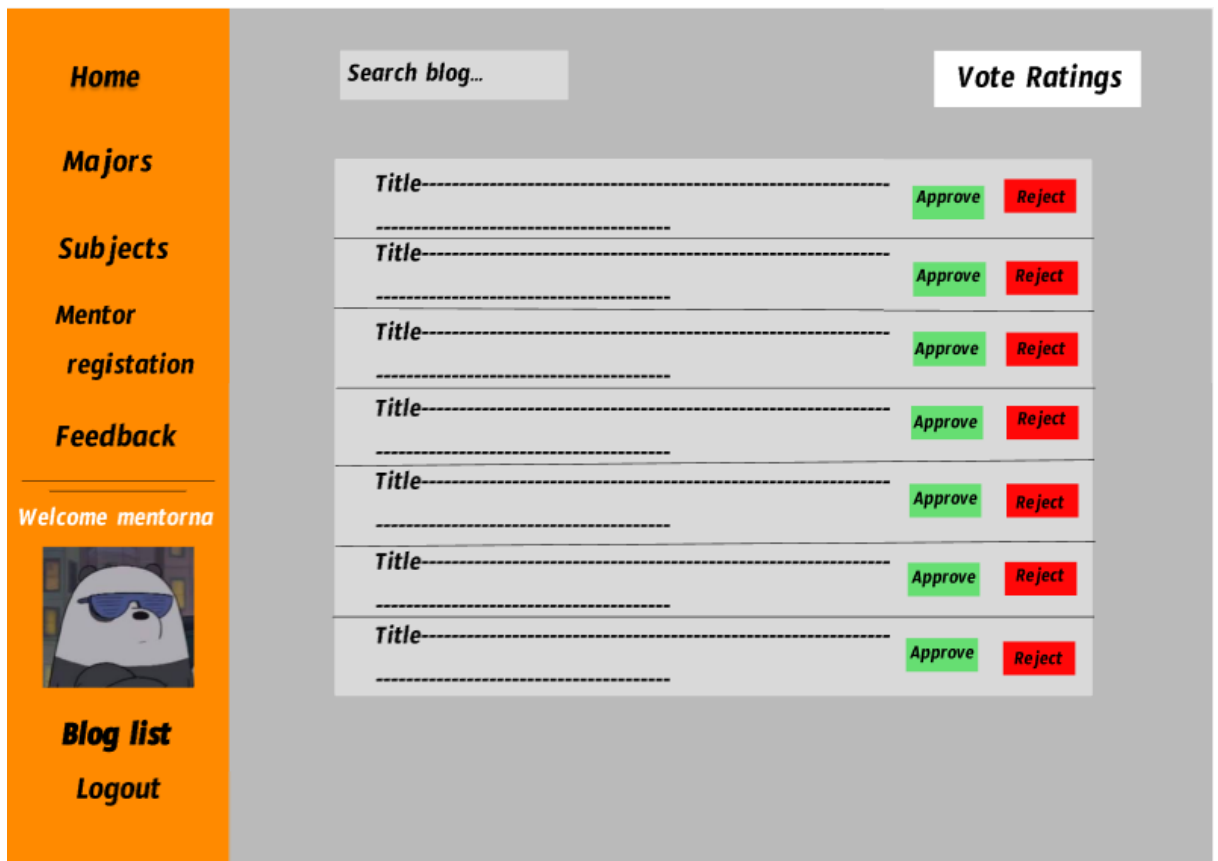 Home
Majors
Subjects
Mentor
registation
Feedback
Welcome mentorna
Blog list
Logout
Search blog...
Vote Ratings
Title--------------------------------------------------------------
---------------------------------------
Approve
Reject
Title--------------------------------------------------------------
---------------------------------------
Approve
Reject
Title--------------------------------------------------------------
---------------------------------------
Approve
Reject
Title--------------------------------------------------------------
---------------------------------------
Approve
Reject
Title--------------------------------------------------------------
---------------------------------------
Approve
Reject
Title--------------------------------------------------------------
---------------------------------------
Approve
Reject
Title--------------------------------------------------------------
---------------------------------------
Approve
Reject